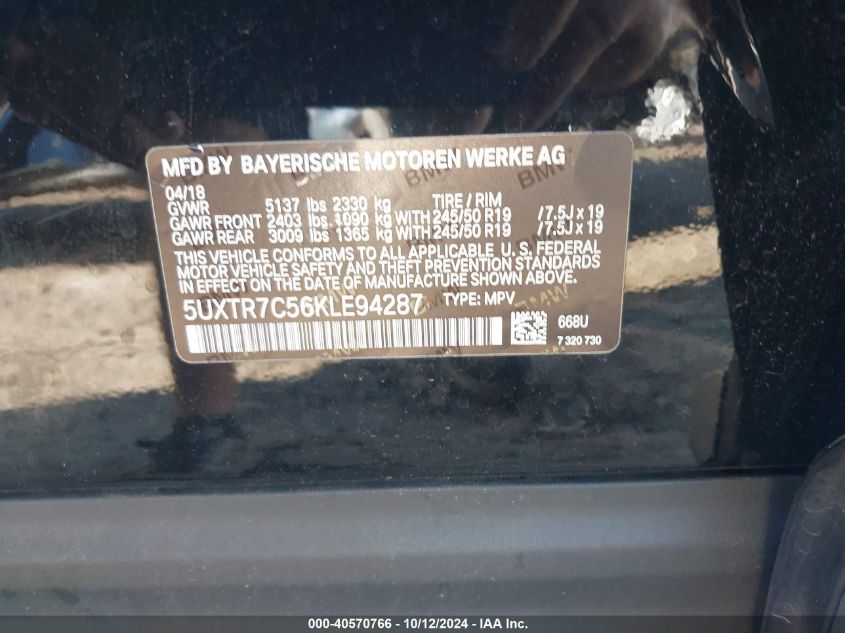 MFD BY BAYERISCHE MOTOREN WERKE AG
04/18
GVWR 5137 lbs 2330 kg TIRE / RIM
GAWR FRONT 2403 lbs 1090 kg WITH 245/50 R19 / 7.5J x 19
GAWR REAR 3009 lbs 1365 kg WITH 245/50 R19 / 7.5J x 19
THIS VEHICLE CONFORMS TO ALL APPLICABLE U. S. FEDERAL
MOTOR VEHICLE SAFETY AND THEFT PREVENTION STANDARDS
IN EFFECT ON THE DATE OF MANUFACTURE SHOWN ABOVE.
5UXTR7C56KLE94287 TYPE: MPV
668U
7 320 730
000-40570766 - 10/12/2024 - IAA Inc.